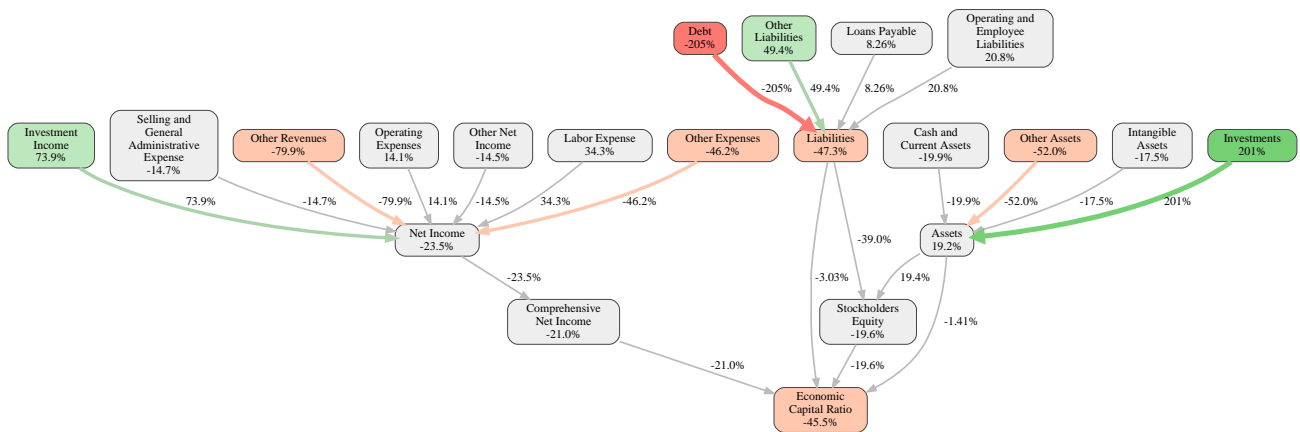 Debt
-205%
Other
Liabilities
49.4%
Loans Payable
8.26%
Operating and
Employee
Liabilities
20.8%
-205%
49.4%
8.26%
20.8%
Investment
Income
73.9%
Selling and
General
Administrative
Expense
-14.7%
Other Revenues
-79.9%
Operating
Expenses
14.1%
Other Net
Income
-14.5%
Labor Expense
34.3%
Other Expenses
-46.2%
Liabilities
-47.3%
Cash and
Current Assets
-19.9%
Other Assets
-52.0%
Intangible
Assets
-17.5%
Investments
201%
73.9%
-14.7%
-79.9%
14.1%
-14.5%
34.3%
-46.2%
-19.9%
-52.0%
-17.5%
201%
Net Income
-23.5%
-39.0%
Assets
19.2%
-23.5%
-3.03%
19.4%
Comprehensive
Net Income
-21.0%
Stockholders
Equity
-19.6%
-1.41%
-21.0%
-19.6%
Economic
Capital Ratio
-45.5%